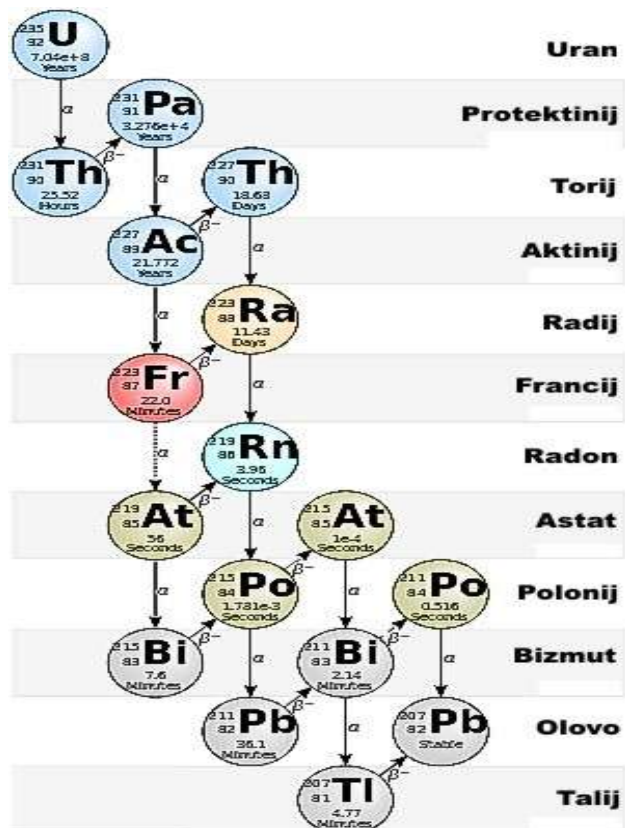 235
92
U
7.04e+8
Years
Uran
α
231
91
Pa
3.276e+4
Years
Protektinij
β−
231
90
Th
25.52
Hours
α
227
90
Th
18.68
Days
Torij
β−
227
89
Ac
21.772
Years
α
Aktinij
α
223
88
Ra
11.43
Days
Radij
β−
223
87
Fr
22.0
Minutes
α
Francij
α
219
86
Rn
3.96
Seconds
Radon
β−
219
85
At
56
Seconds
α
215
85
At
1e-4
Seconds
Astat
β−
α
215
84
Po
1.781e-3
Seconds
α
211
84
Po
0.516
Seconds
Polonij
β−
β−
215
83
Bi
7.6
Minutes
α
211
83
Bi
2.14
Minutes
α
Bizmut
β−
211
82
Pb
36.1
Minutes
α
207
82
Pb
Stable
Olovo
β−
207
81
Tl
4.77
Minutes
Talij